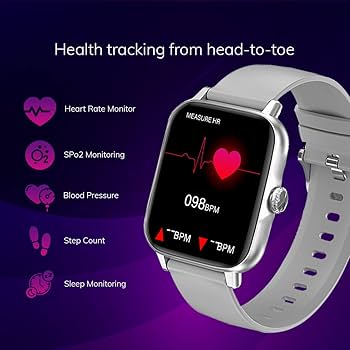 Health tracking from head-to-toe
Heart Rate Monitor
O2
SPo2 Monitoring
Blood Pressure
Step Count
Sleep Monitoring
MEASURE HR
098BPM
--BPM --BPM